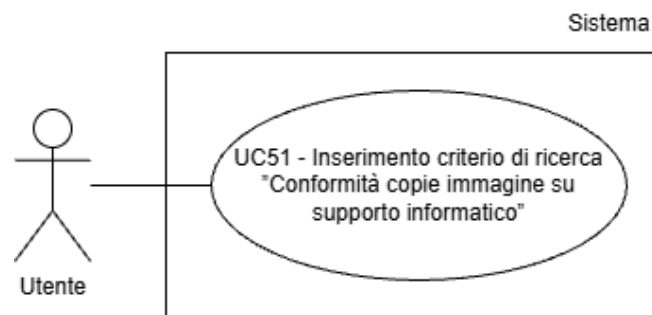 Sistema
UC51 - Inserimento criterio di ricerca
"Conformità copie immagine su
supporto informatico"
Utente